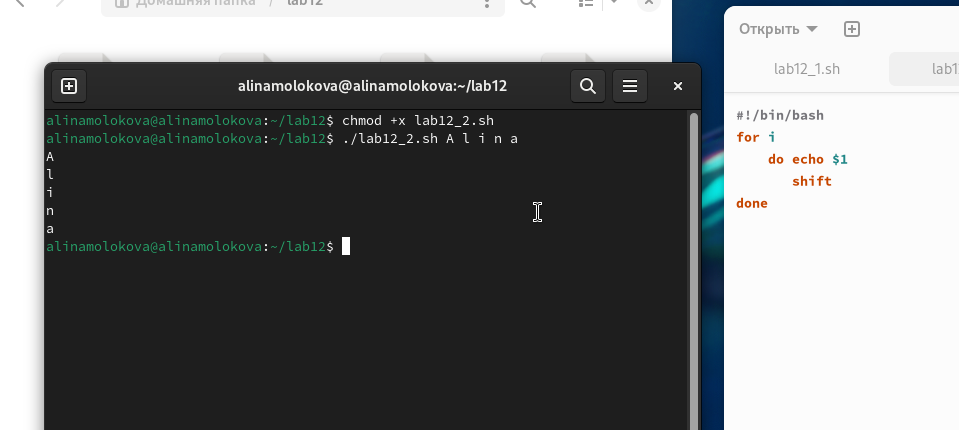 Домашняя папка / lab12
alinamolokova@alinamolokova:~/lab12
alinamolokova@alinamolokova:~/lab12$ chmod +x lab12_2.sh
alinamolokova@alinamolokova:~/lab12$ ./lab12_2.sh A l i n a
A
l
i
n
a
alinamolokova@alinamolokova:~/lab12$
Открыть
lab12_1.sh
lab12
#!/bin/bash
for i
do echo $1
shift
done